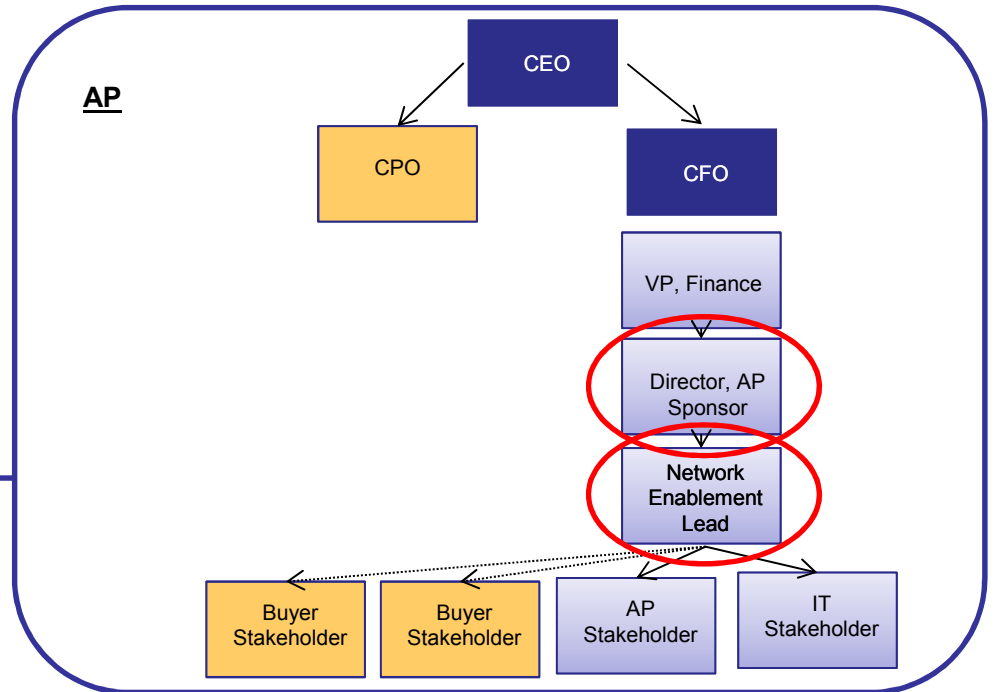 CEO
AP
CPO
CFO
VP, Finance
Director, AP
Sponsor
Network
Enablement
Lead
Buyer
Stakeholder
Buyer
Stakeholder
AP
Stakeholder
IT
Stakeholder